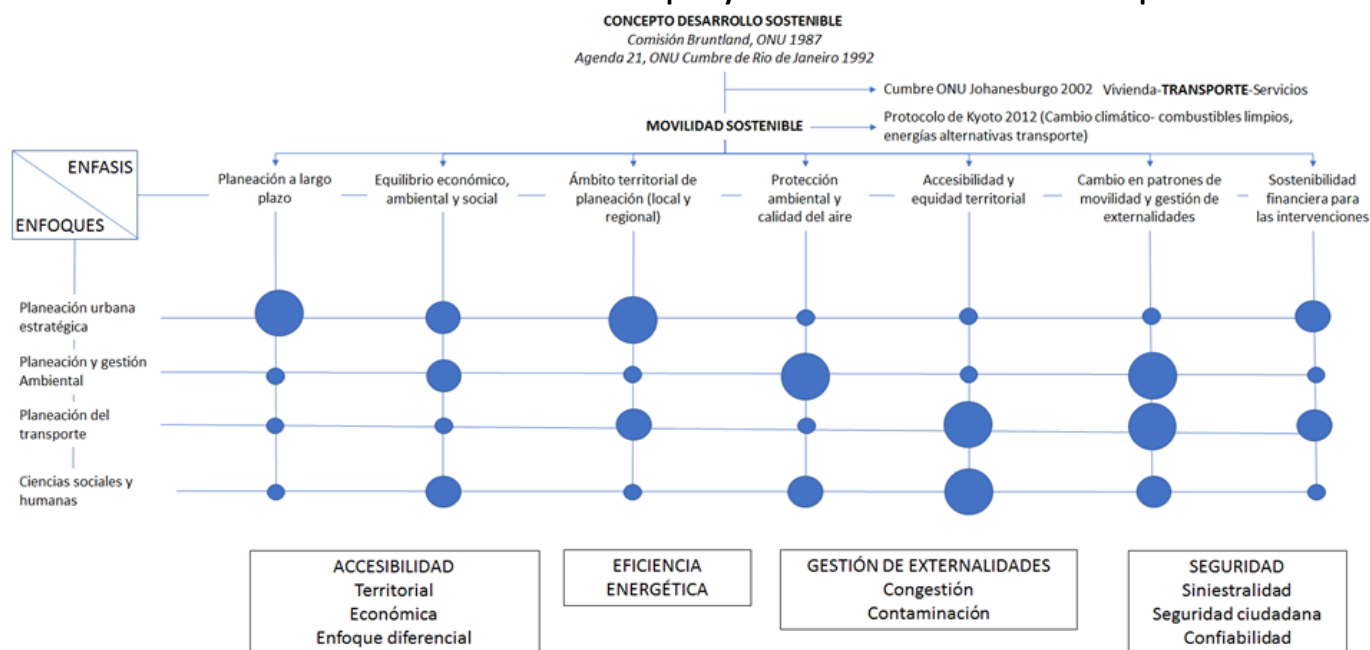 CONCEPTO DESARROLLO SOSTENIBLE
Comisión Bruntland, ONU 1987
Agenda 21, ONU Cumbre de Rio de Janeiro 1992
Cumbre ONU Johanesburgo 2002 Vivienda-TRANSPORTE-Servicios
MOVILIDAD SOSTENIBLE
Protocolo de Kyoto 2012 (Cambio climático- combustibles limpios,
energías alternativas transporte)
ENFASIS
ENFOQUES
Planeación a largo
plazo
Equilibrio económico,
ambiental y social
Ámbito territorial de
planeación (local y
regional)
Protección
ambiental y
calidad del aire
Accesibilidad y
equidad territorial
Cambio en patrones de
movilidad y gestión de
externalidades
Sostenibilidad
financiera para
las intervenciones
Planeación urbana
estratégica
Planeación y gestión
Ambiental
Planeación del
transporte
Ciencias sociales y
humanas
ACCESIBILIDAD
Territorial
Económica
Enfoque diferencial
EFICIENCIA
ENERGÉTICA
GESTIÓN DE EXTERNALIDADES
Congestión
Contaminación
SEGURIDAD
Siniestralidad
Seguridad ciudadana
Confiabilidad